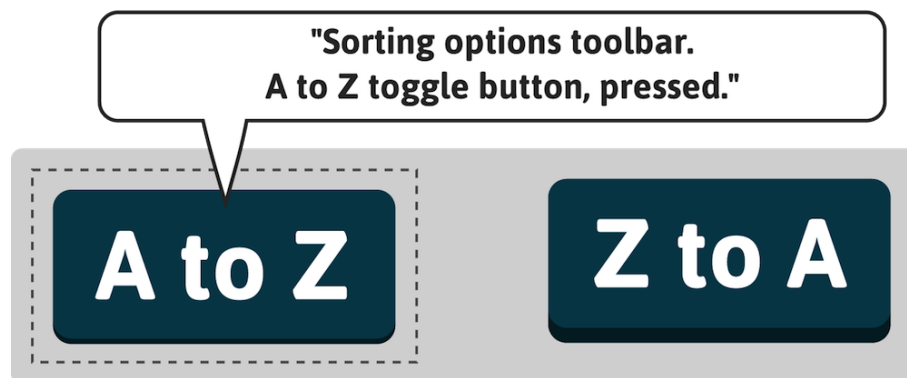 "Sorting options toolbar.
A to Z toggle button, pressed."
A to Z
Z to A